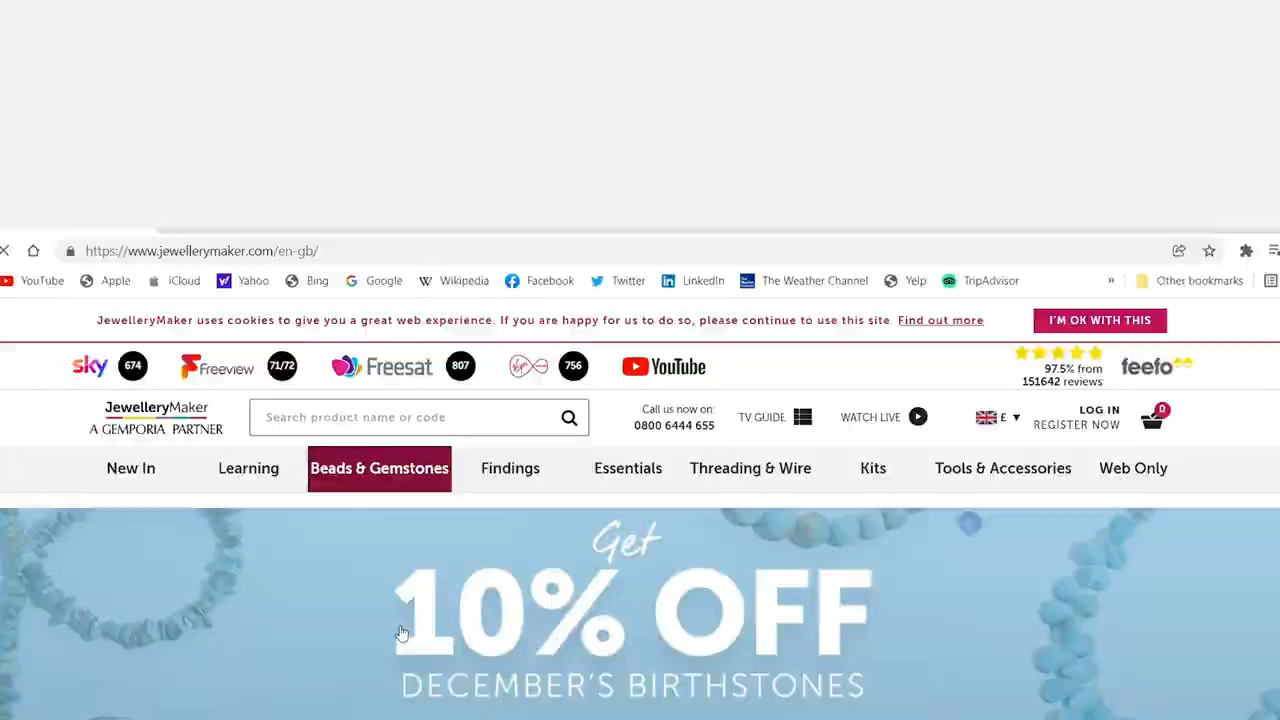 https://www.jewellerymaker.com/en-gb/
YouTube Apple iCloud Yahoo Bing Google Wikipedia Facebook Twitter LinkedIn The Weather Channel Yelp TripAdvisor » Other bookmarks
JewelleryMaker uses cookies to give you a great web experience. If you are happy for us to do so, please continue to use this site. Find out more I'M OK WITH THIS
sky 674 Freeview 71/72 Freesat 807 Virgin 756 YouTube
97.5% from
151642 reviews
feefo
JewelleryMaker
A GEMPORIA PARTNER
Search product name or code
Call us now on:
0800 6444 655
TV GUIDE WATCH LIVE £
LOG IN
REGISTER NOW
0
New In Learning Beads & Gemstones Findings Essentials Threading & Wire Kits Tools & Accessories Web Only
Get
10% OFF
DECEMBER'S BIRTHSTONES